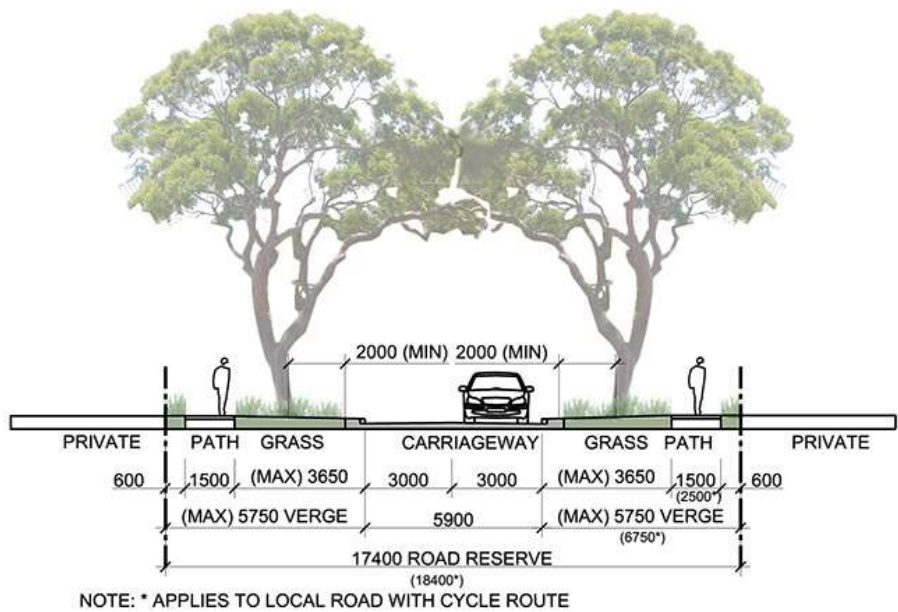 2000 (MIN) 2000 (MIN)
PRIVATE PATH GRASS CARRIAGEWAY GRASS PATH PRIVATE
600 1500 (MAX) 3650 3000 3000 (MAX) 3650 1500 600
(2500*)
(MAX) 5750 VERGE 5900 (MAX) 5750 VERGE
(6750*)
17400 ROAD RESERVE
(18400*)
NOTE: * APPLIES TO LOCAL ROAD WITH CYCLE ROUTE